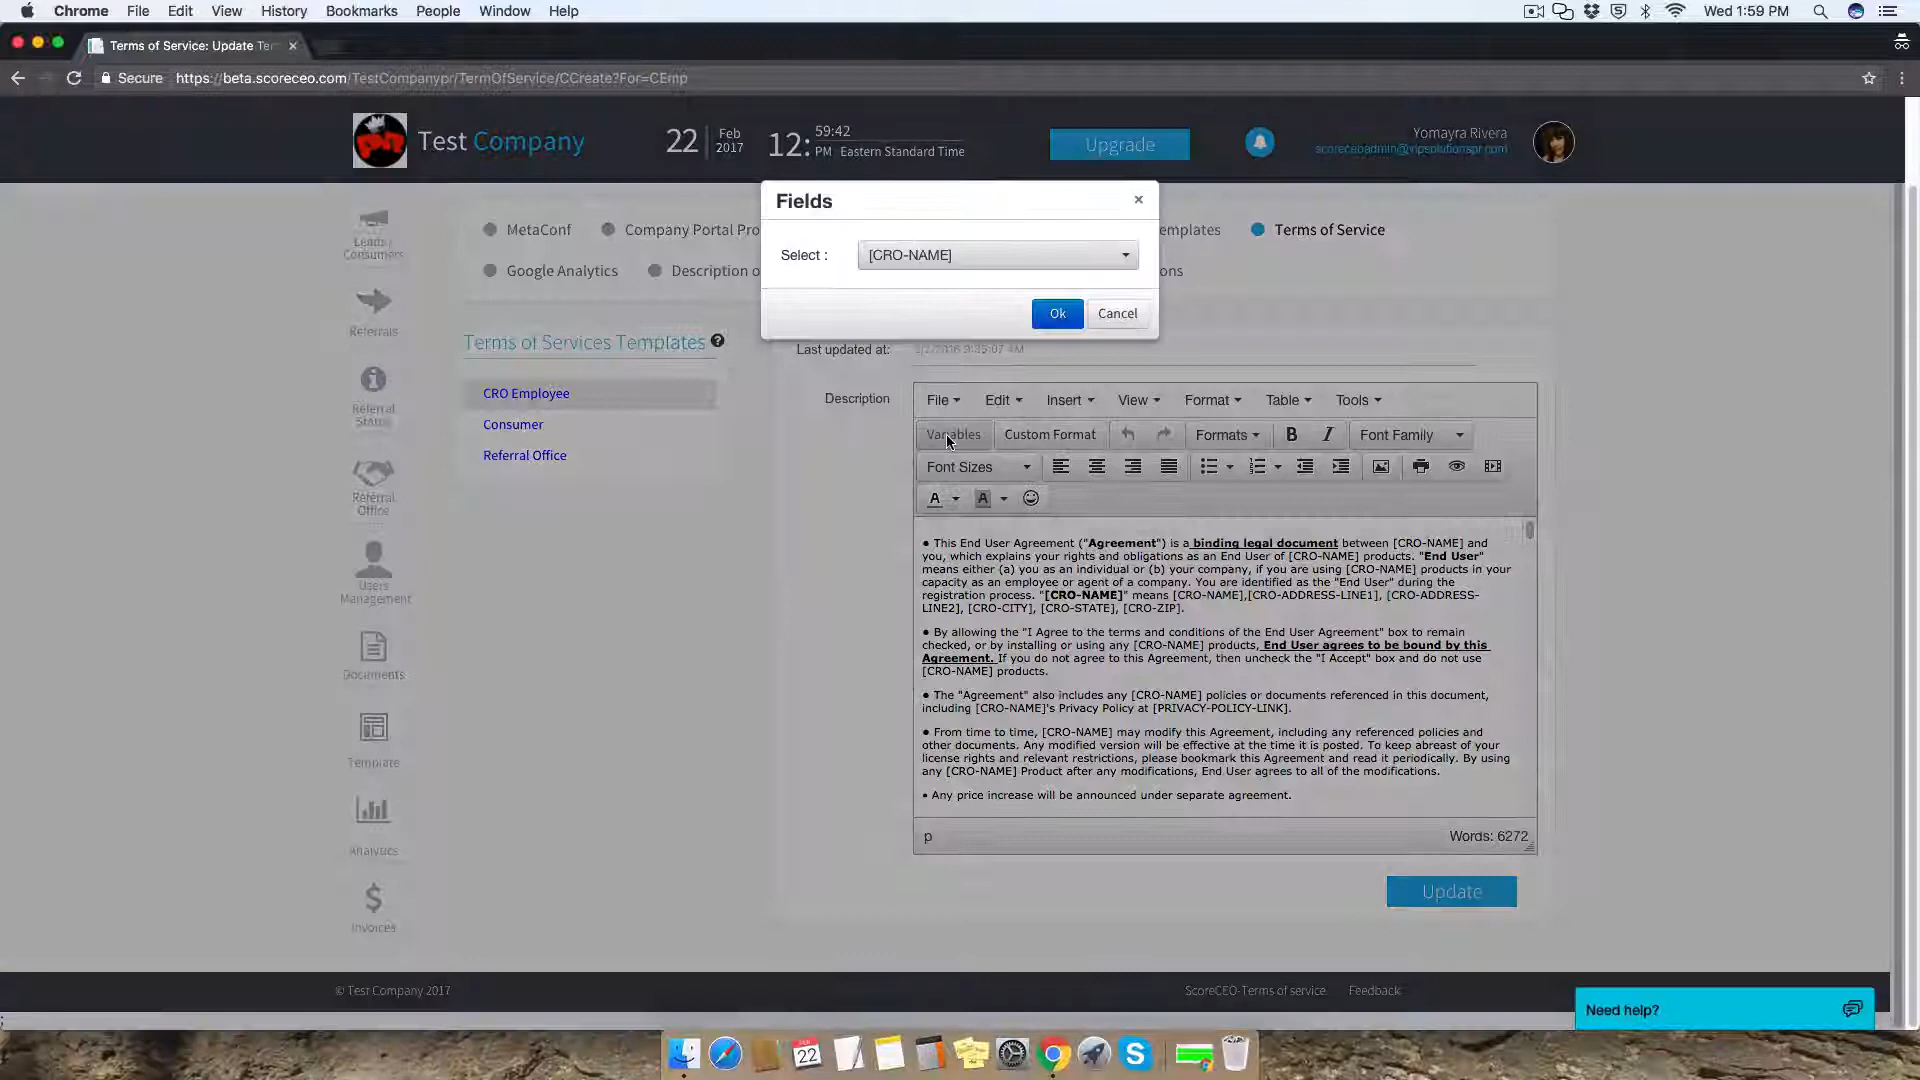 Chrome File Edit View History Bookmarks People Window Help Wed 1:59 PM
Terms of Service: Update Ter
Secure https://beta.scoreceo.com/TestCompanypr/TermOfService/CCreate?For=CEmp
Test Company 22 Feb 2017 12: 59:42 PM Eastern Standard Time Upgrade Yomayra Rivera
scoreceoadmin@vipsolutionspr.com
Fields ×
Select : [CRO-NAME]
Ok Cancel
MetaConf Company Portal Pro emplates Terms of Service
Google Analytics Description o ons
Leads / Consumers
Referrals
Referral Status
Referral Office
Users Management
Documents
Template
Analytics
Invoices
Terms of Services Templates
CRO Employee
Consumer
Referral Office
Last updated at:
Description
File Edit Insert View Format Table Tools
Variables Custom Format Formats B I Font Family
Font Sizes
A A
• This End User Agreement ("Agreement") is a binding legal document between [CRO-NAME] and
you, which explains your rights and obligations as an End User of [CRO-NAME] products. "End User"
means either (a) you as an individual or (b) your company, if you are using [CRO-NAME] products in your
capacity as an employee or agent of a company. You are identified as the "End User" during the
registration process. "[CRO-NAME]" means [CRO-NAME],[CRO-ADDRESS-LINE1], [CRO-ADDRESS-
LINE2], [CRO-CITY], [CRO-STATE], [CRO-ZIP].
• By allowing the "I Agree to the terms and conditions of the End User Agreement" box to remain
checked, or by installing or using any [CRO-NAME] products, End User agrees to be bound by this
Agreement. If you do not agree to this Agreement, then uncheck the "I Accept" box and do not use
[CRO-NAME] products.
• The "Agreement" also includes any [CRO-NAME] policies or documents referenced in this document,
including [CRO-NAME]'s Privacy Policy at [PRIVACY-POLICY-LINK].
• From time to time, [CRO-NAME] may modify this Agreement, including any referenced policies and
other documents. Any modified version will be effective at the time it is posted. To keep abreast of your
license rights and relevant restrictions, please bookmark this Agreement and read it periodically. By using
any [CRO-NAME] Product after any modifications, End User agrees to all of the modifications.
• Any price increase will be announced under separate agreement.
p Words: 6272
Update
© Test Company 2017 ScoreCEO-Terms of service. Feedback
Need help?
22